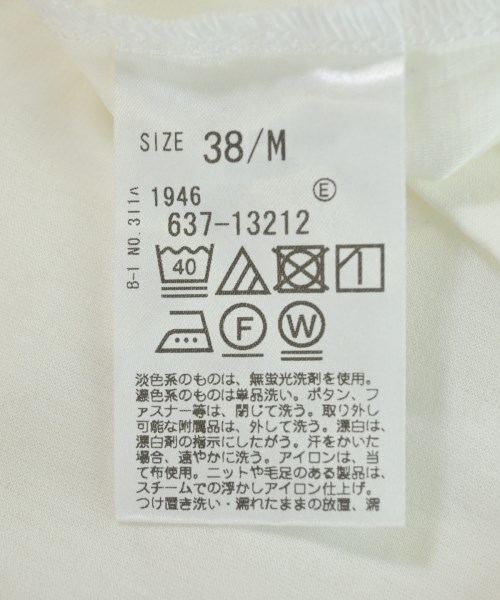 SIZE 38/M
B-1 NO.311ヘ
1946 E
637-13212
40
F W
淡色系のものは、無蛍光洗剤を使用。
濃色系のものは単品洗い。ボタン、フ
ァスナー等は、閉じて洗う。取り外し
可能な附属品は、外して洗う。漂白は、
漂白剤の指示にしたがう。汗をかいた
場合、速やかに洗う。アイロンは、当
て布使用。ニットや毛足のある製品は、
スチームでの浮かしアイロン仕上げ。
つけ置き洗い・濡れたままの放置、濡